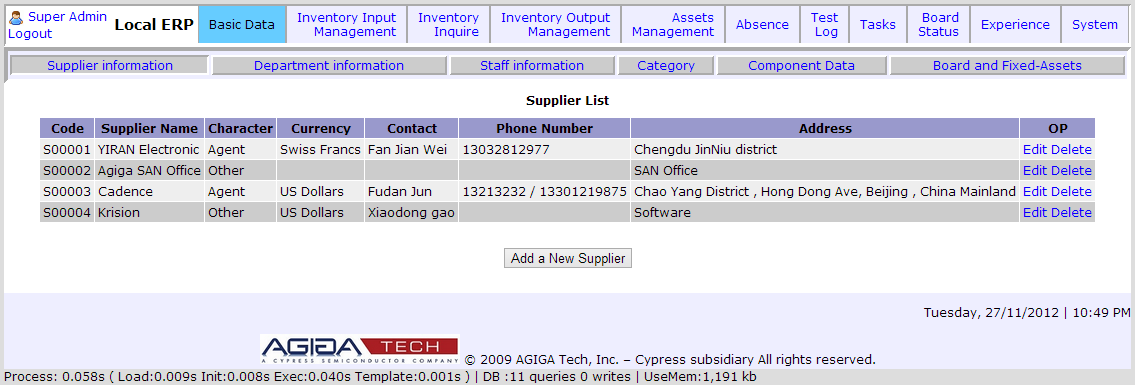 Super Admin
Logout
Local ERP
Basic Data
Inventory Input
Management
Inventory
Inquire
Inventory Output
Management
Assets
Management
Absence
Test
Log
Tasks
Board
Status
Experience
System
Supplier information
Department information
Staff information
Category
Component Data
Board and Fixed-Assets
Supplier List
Code Supplier Name Character Currency Contact Phone Number Address OP
S00001 YIRAN Electronic Agent Swiss Francs Fan Jian Wei 13032812977 Chengdu JinNiu district Edit Delete
S00002 Agiga SAN Office Other SAN Office Edit Delete
S00003 Cadence Agent US Dollars Fudan Jun 13213232 / 13301219875 Chao Yang District , Hong Dong Ave, Beijing , China Mainland Edit Delete
S00004 Krision Other US Dollars Xiaodong gao Software Edit Delete
Add a New Supplier
Tuesday, 27/11/2012 | 10:49 PM
AGIGA TECH
A CYPRESS SEMICONDUCTOR COMPANY
© 2009 AGIGA Tech, Inc. – Cypress subsidiary All rights reserved.
Process: 0.058s ( Load:0.009s Init:0.008s Exec:0.040s Template:0.001s ) | DB :11 queries 0 writes | UseMem:1,191 kb